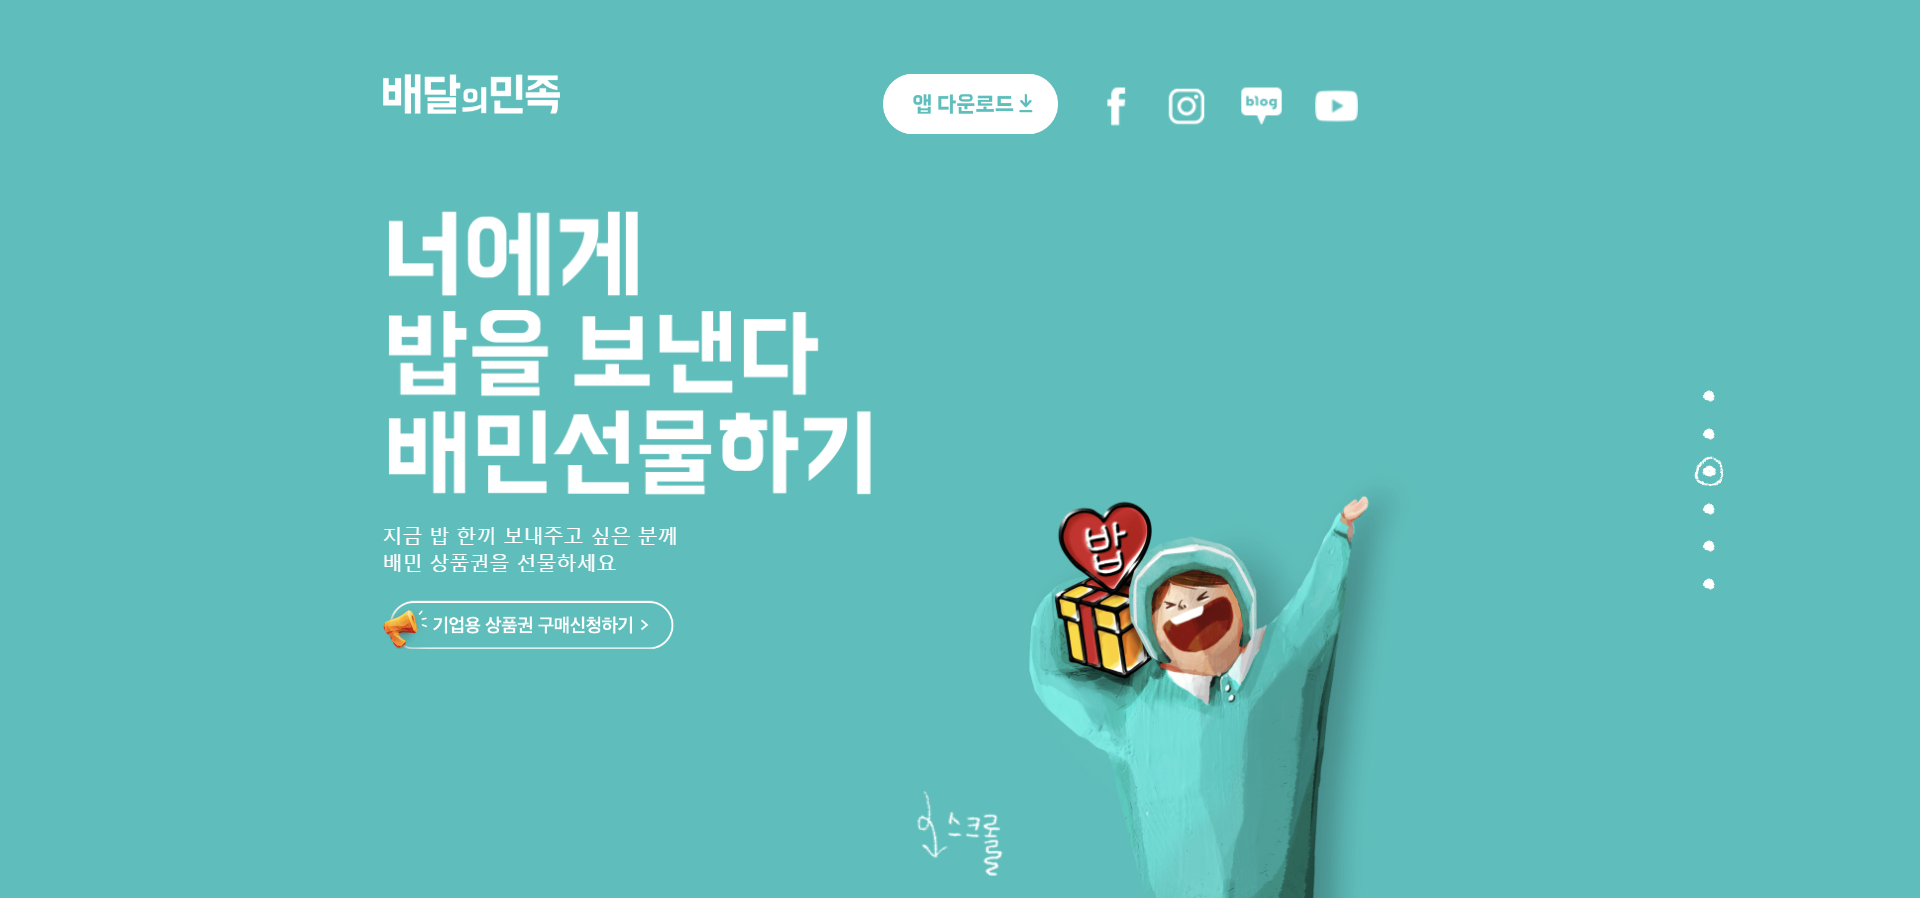 배달의민족
앱 다운로드
blog
너에게
밥을 보낸다
배민선물하기
지금 밥 한끼 보내주고 싶은 분께
배민 상품권을 선물하세요
기업용 상품권 구매신청하기 >
밥
스크롤